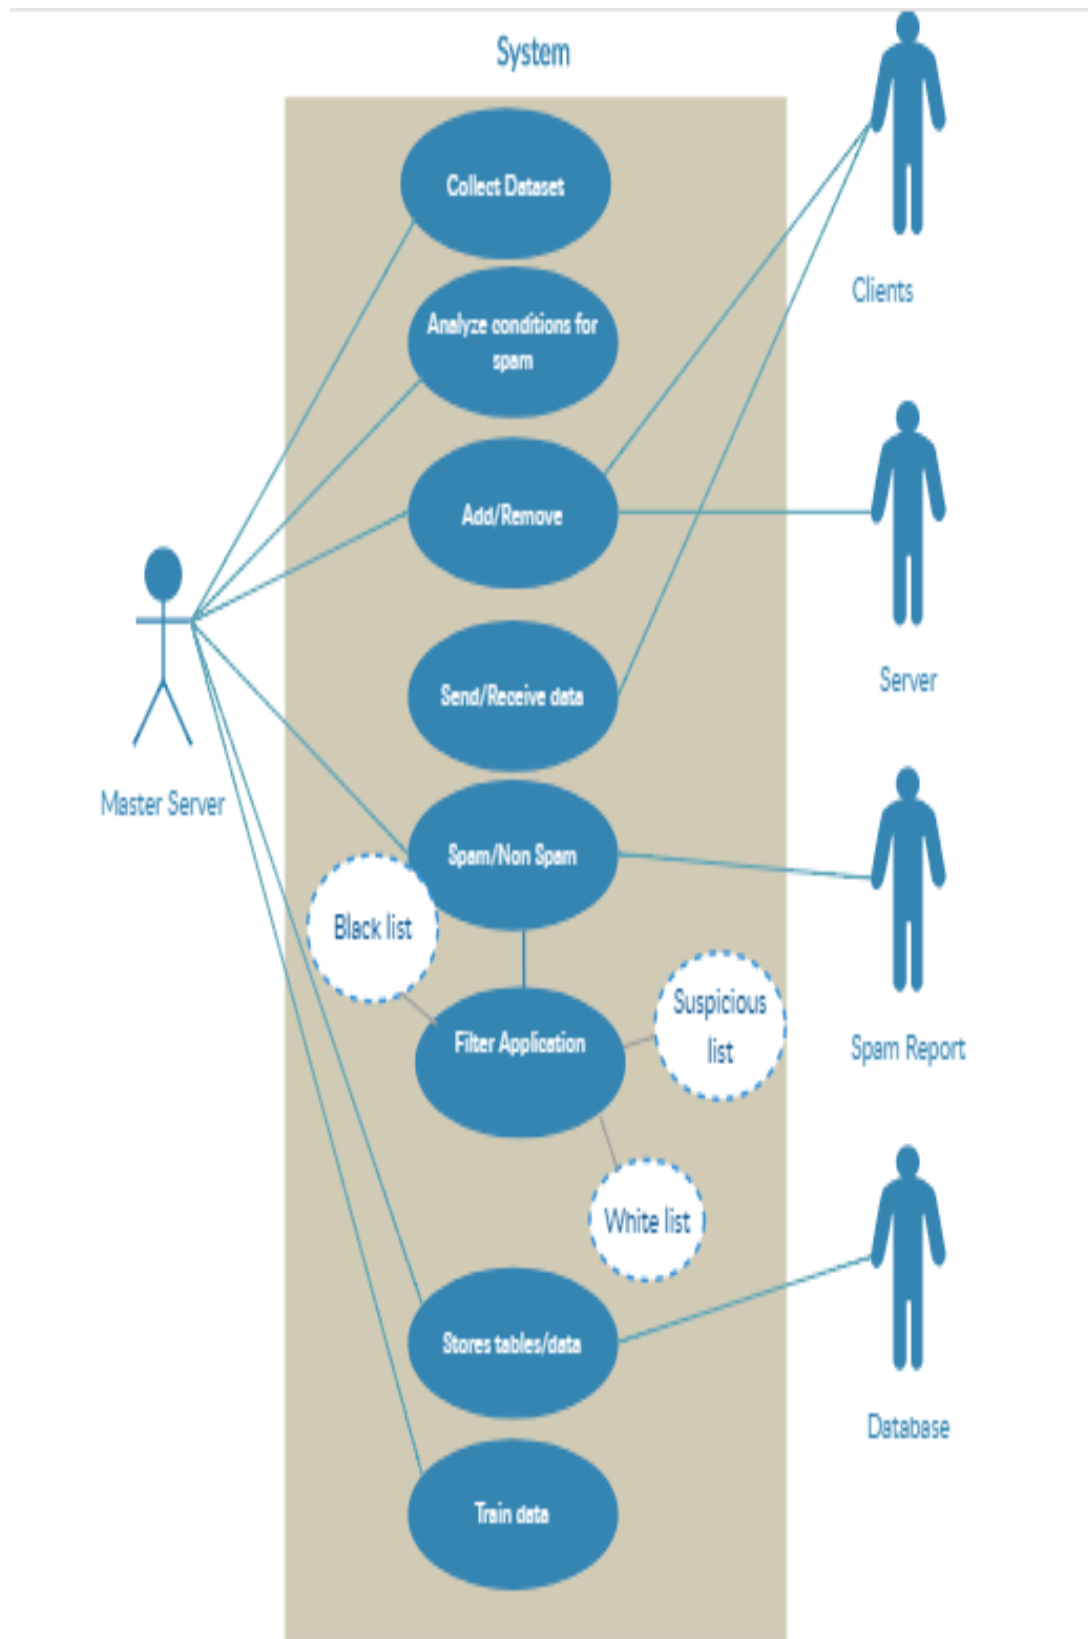 System
Collect Dataset
Clients
Analyze conditions for
spam
Add/Remove
Server
Send/Receive data
Master Server
Spam/Non Spam
Black list
Suspicious
list
Filter Application
Spam Report
White list
Stores tables/data
Database
Train data